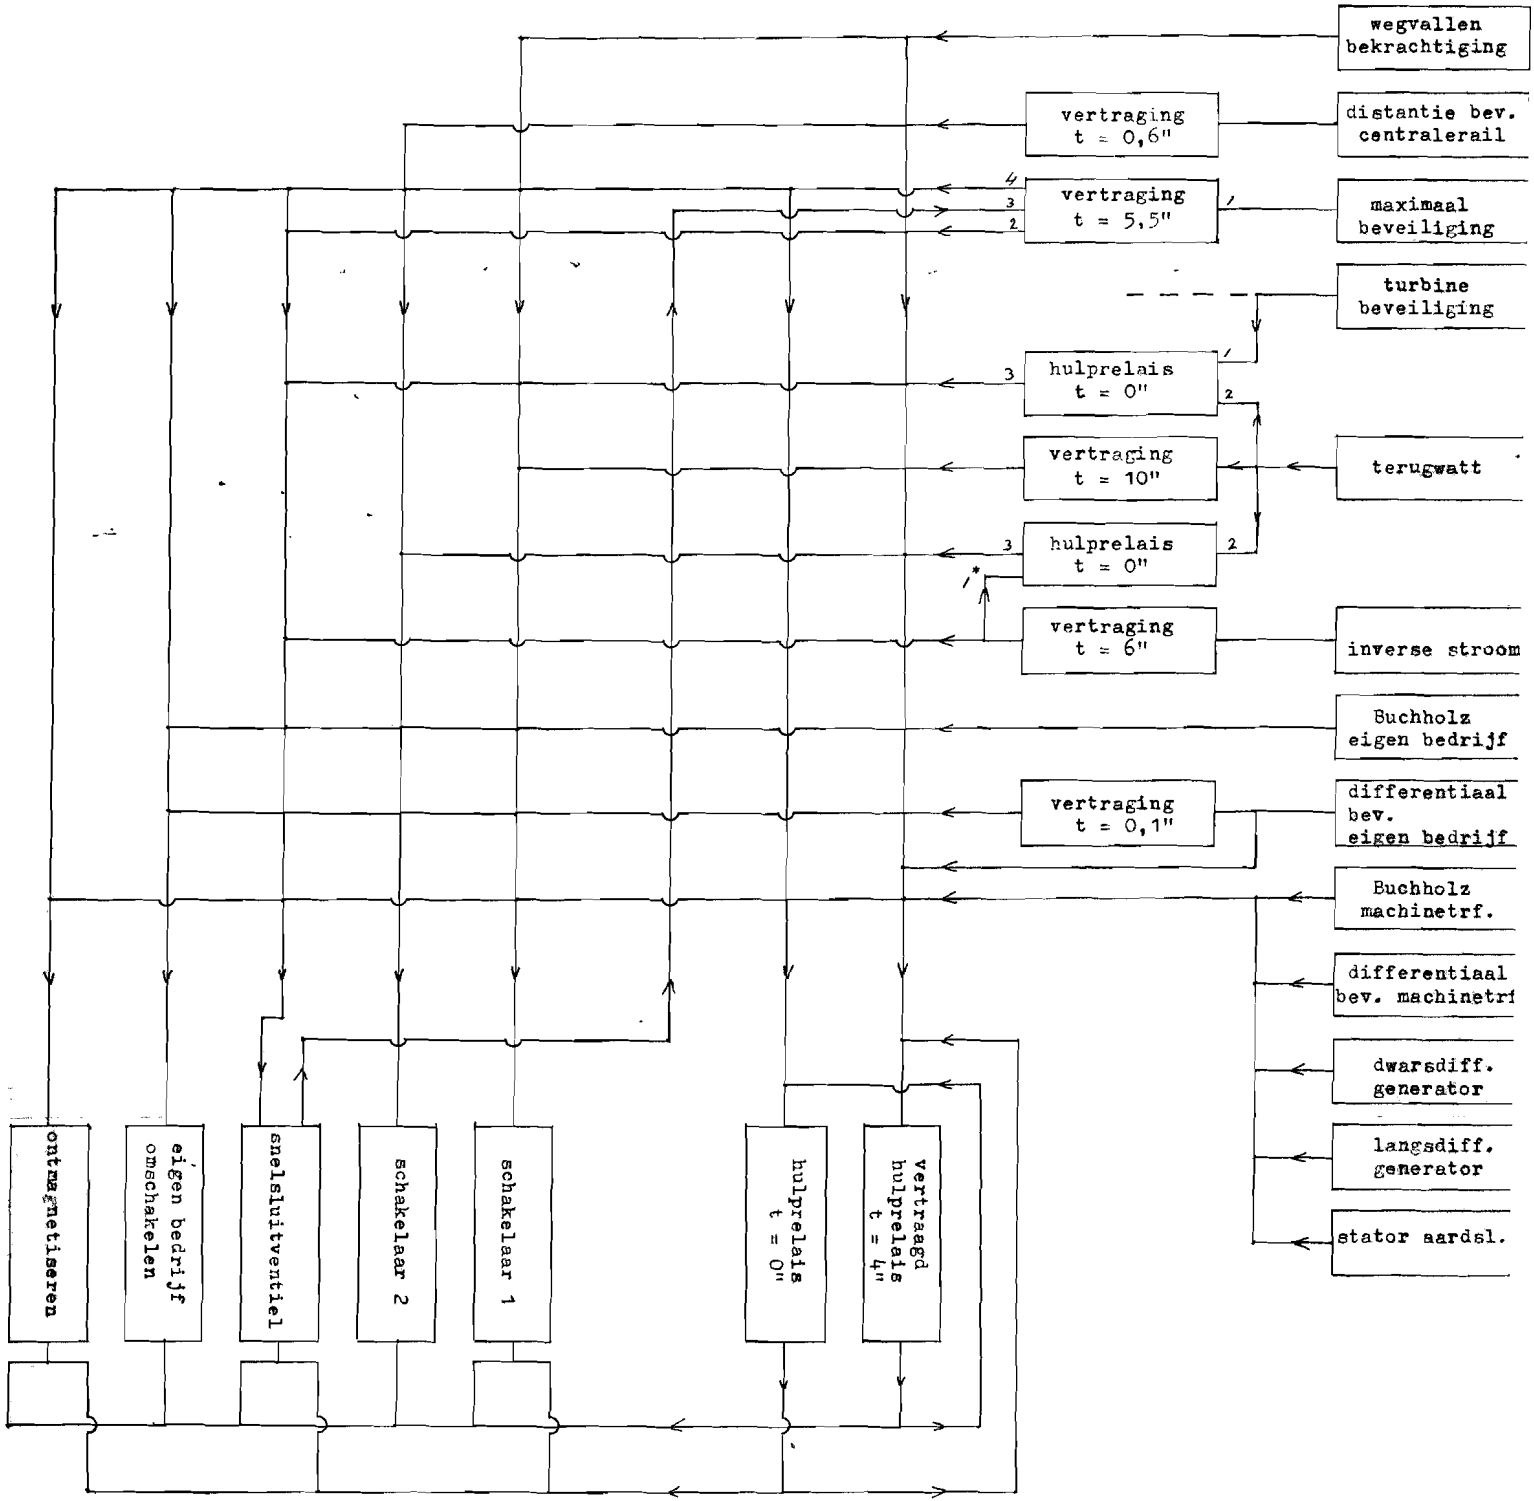 wegvallen
bekrachtiging
vertraging
t = 0,6"
distantie bev.
centralerail
4
3
2
vertraging
t = 5,5"
1
maximaal
beveiliging
turbine
beveiliging
3
hulprelais
t = 0"
1
2
vertraging
t = 10"
terugwatt
3
hulprelais
t = 0"
2
1*
vertraging
t = 6"
inverse stroom
Buchholz
eigen bedrijf
vertraging
t = 0,1"
differentiaal
bev.
eigen bedrijf
Buchholz
machinetrf.
differentiaal
bev. machinetrf
dwarsdiff.
generator
langsdiff.
generator
stator aardsl.
ontmagnetiseren
eigen bedrijf
omschakelen
snelsluitventiel
schakelaar 2
schakelaar 1
hulprelais
t = 0"
vertraagd
hulprelais
t = 4"